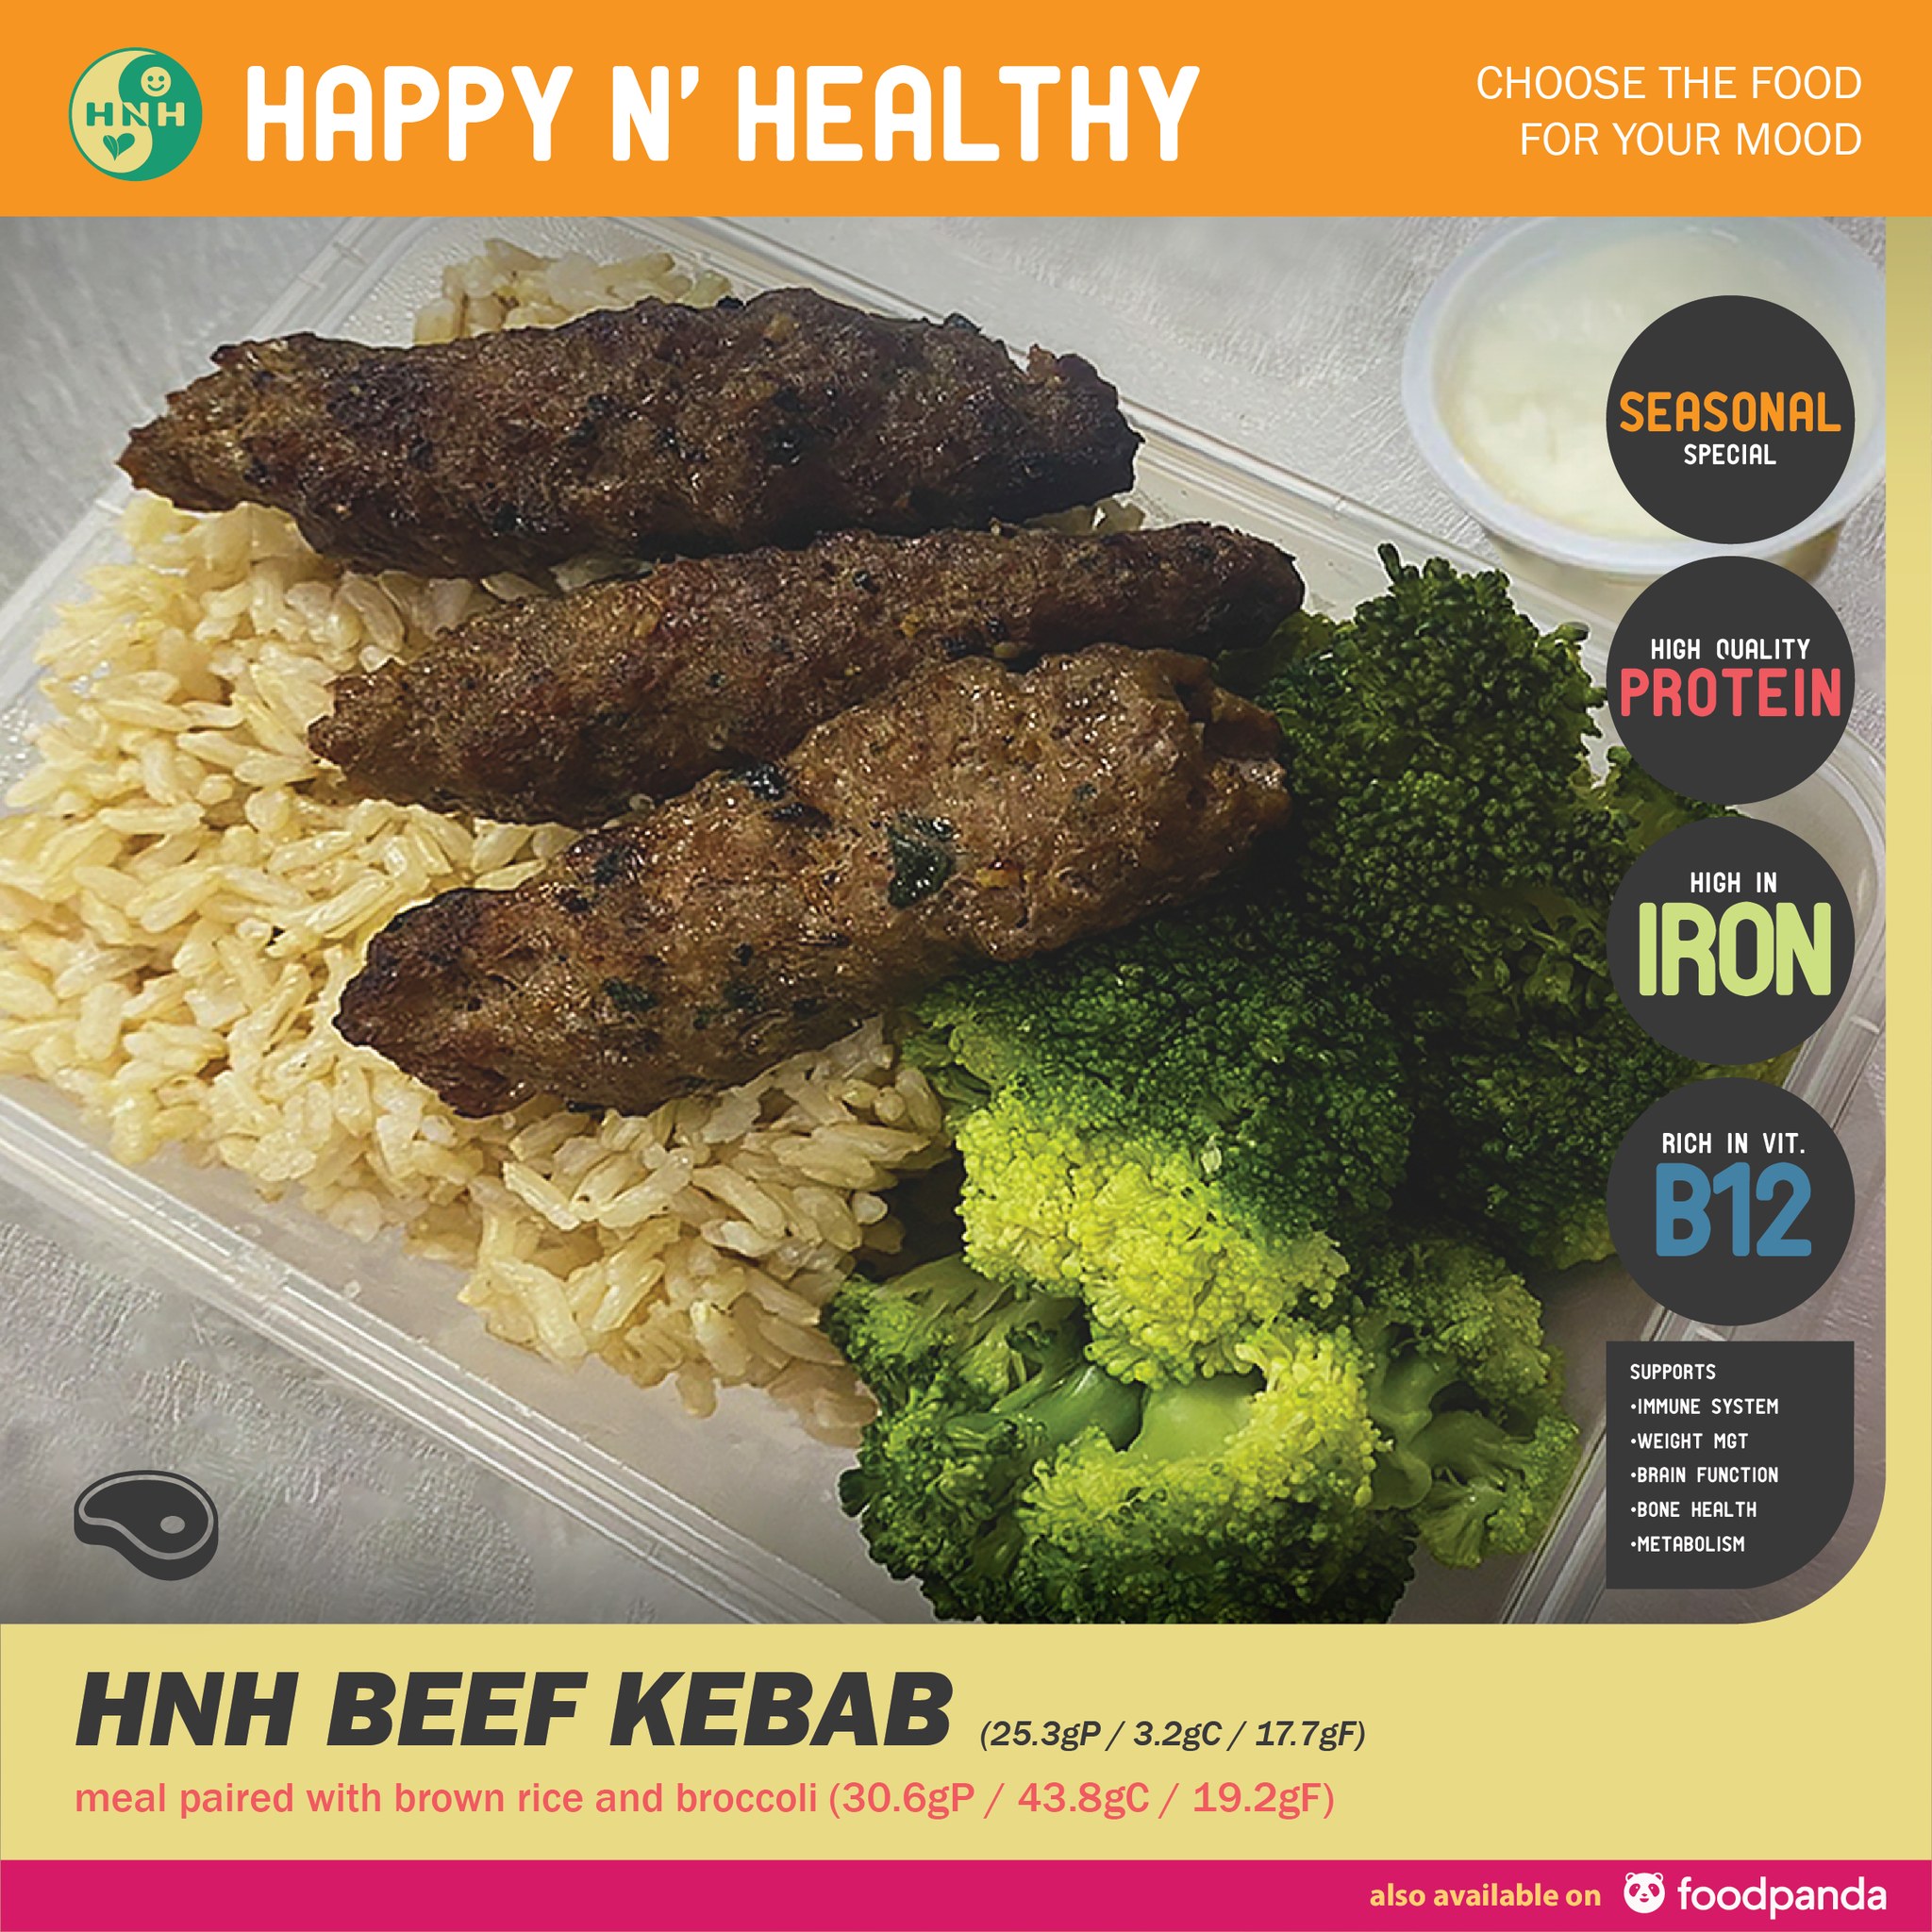 HNH
HAPPY N' HEALTHY
CHOOSE THE FOOD
FOR YOUR MOOD
SEASONAL
SPECIAL
HIGH QUALITY
PROTEIN
HIGH IN
IRON
RICH IN VIT.
B12
SUPPORTS
•IMMUNE SYSTEM
•WEIGHT MGT
•BRAIN FUNCTION
•BONE HEALTH
•METABOLISM
HNH BEEF KEBAB (25.3gP / 3.2gC / 17.7gF)
meal paired with brown rice and broccoli (30.6gP / 43.8gC / 19.2gF)
also available on foodpanda